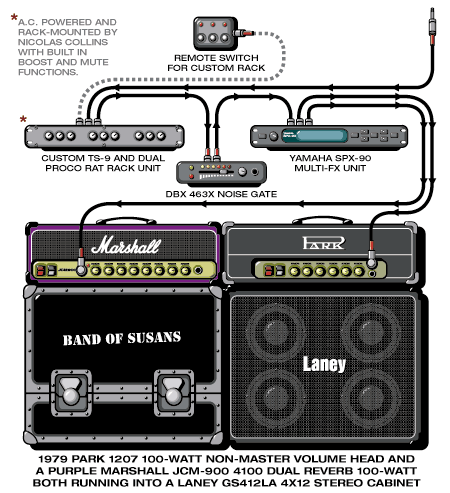 * A.C. POWERED AND
RACK-MOUNTED BY
NICOLAS COLLINS
WITH BUILT IN
BOOST AND MUTE
FUNCTIONS.
REMOTE SWITCH
FOR CUSTOM RACK
*
CUSTOM TS-9 AND DUAL
PROCO RAT RACK UNIT
YAMAHA SPX-90
MULTI-FX UNIT
DBX 463X NOISE GATE
Marshall
PARK
BAND OF SUSANS
Laney
1979 PARK 1207 100-WATT NON-MASTER VOLUME HEAD AND
A PURPLE MARSHALL JCM-900 4100 DUAL REVERB 100-WATT
BOTH RUNNING INTO A LANEY GS412LA 4X12 STEREO CABINET